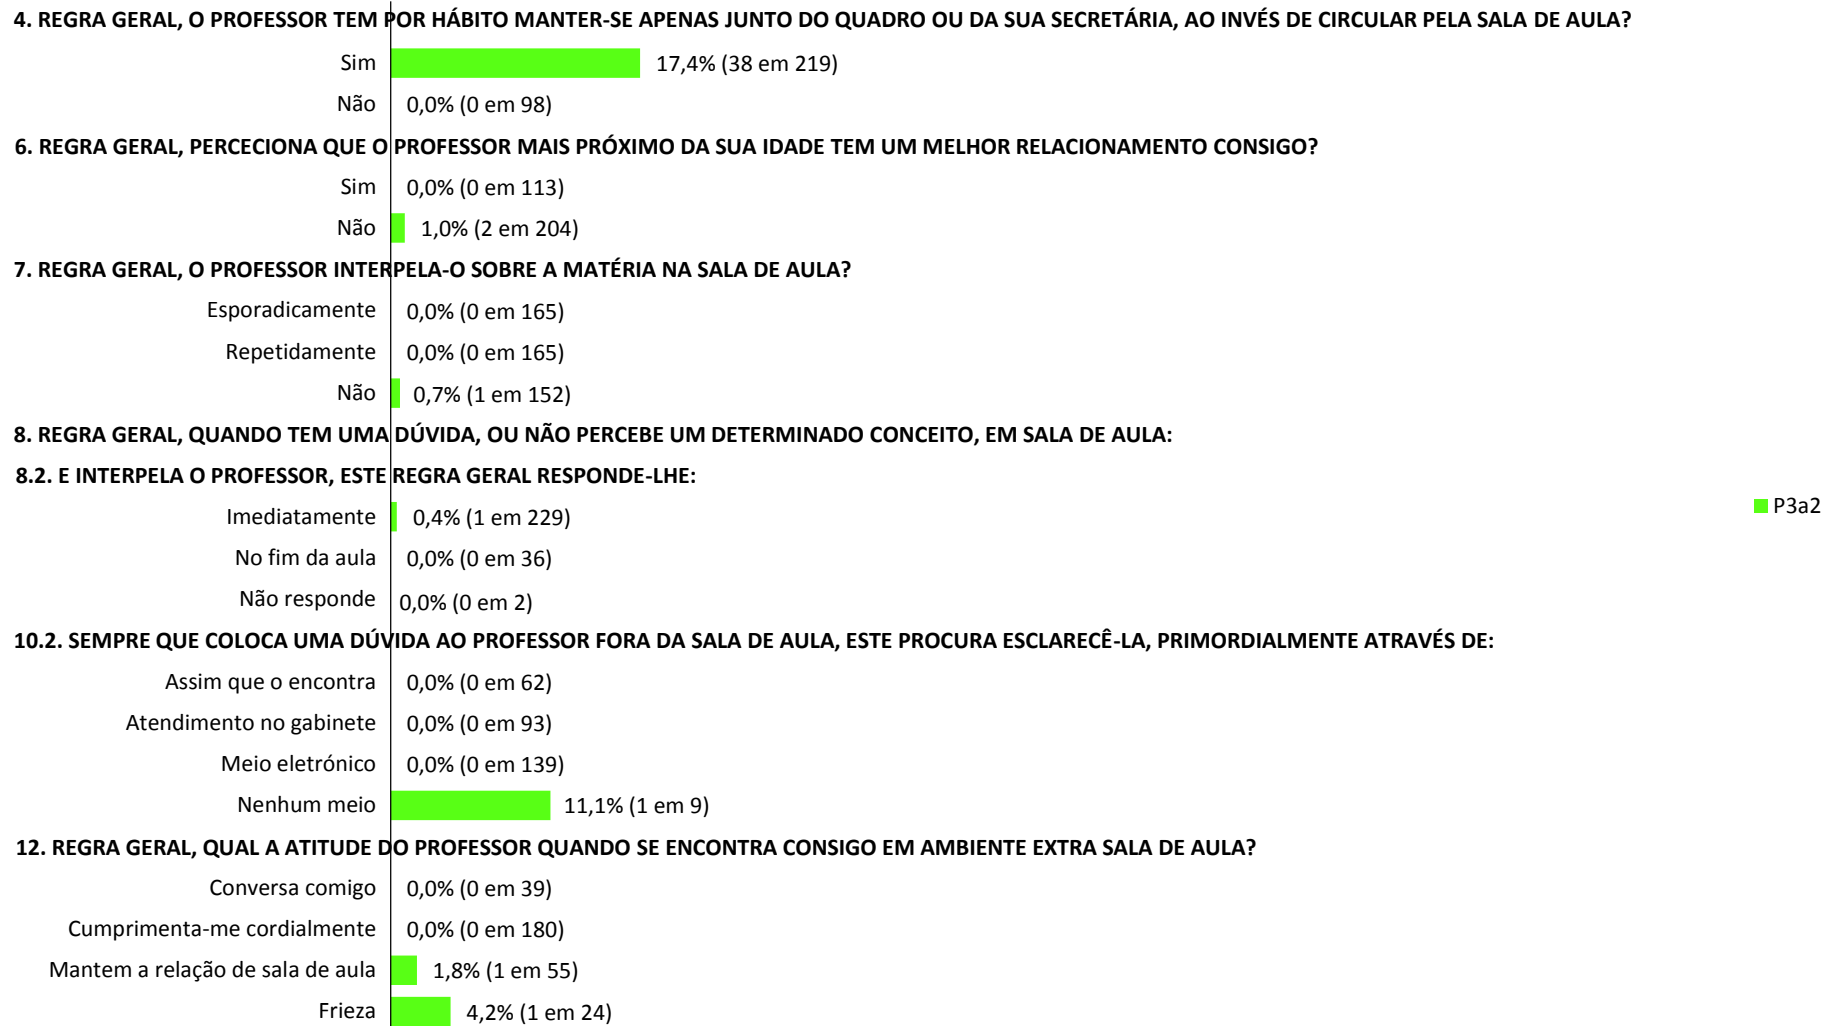 4. REGRA GERAL, O PROFESSOR TEM POR HÁBITO MANTER-SE APENAS JUNTO DO QUADRO OU DA SUA SECRETÁRIA, AO INVÉS DE CIRCULAR PELA SALA DE AULA?
Sim 17,4% (38 em 219)
Não 0,0% (0 em 98)
6. REGRA GERAL, PERCECIONA QUE O PROFESSOR MAIS PRÓXIMO DA SUA IDADE TEM UM MELHOR RELACIONAMENTO CONSIGO?
Sim 0,0% (0 em 113)
Não 1,0% (2 em 204)
7. REGRA GERAL, O PROFESSOR INTERPELA-O SOBRE A MATÉRIA NA SALA DE AULA?
Esporadicamente 0,0% (0 em 165)
Repetidamente 0,0% (0 em 165)
Não 0,7% (1 em 152)
8. REGRA GERAL, QUANDO TEM UMA DÚVIDA, OU NÃO PERCEBE UM DETERMINADO CONCEITO, EM SALA DE AULA:
8.2. E INTERPELA O PROFESSOR, ESTE REGRA GERAL RESPONDE-LHE:
Imediatamente 0,4% (1 em 229)
P3a2
No fim da aula 0,0% (0 em 36)
Não responde 0,0% (0 em 2)
10.2. SEMPRE QUE COLOCA UMA DÚVIDA AO PROFESSOR FORA DA SALA DE AULA, ESTE PROCURA ESCLARECÊ-LA, PRIMORDIALMENTE ATRAVÉS DE:
Assim que o encontra 0,0% (0 em 62)
Atendimento no gabinete 0,0% (0 em 93)
Meio eletrónico 0,0% (0 em 139)
Nenhum meio 11,1% (1 em 9)
12. REGRA GERAL, QUAL A ATITUDE DO PROFESSOR QUANDO SE ENCONTRA CONSIGO EM AMBIENTE EXTRA SALA DE AULA?
Conversa comigo 0,0% (0 em 39)
Cumprimenta-me cordialmente 0,0% (0 em 180)
Mantem a relação de sala de aula 1,8% (1 em 55)
Frieza 4,2% (1 em 24)